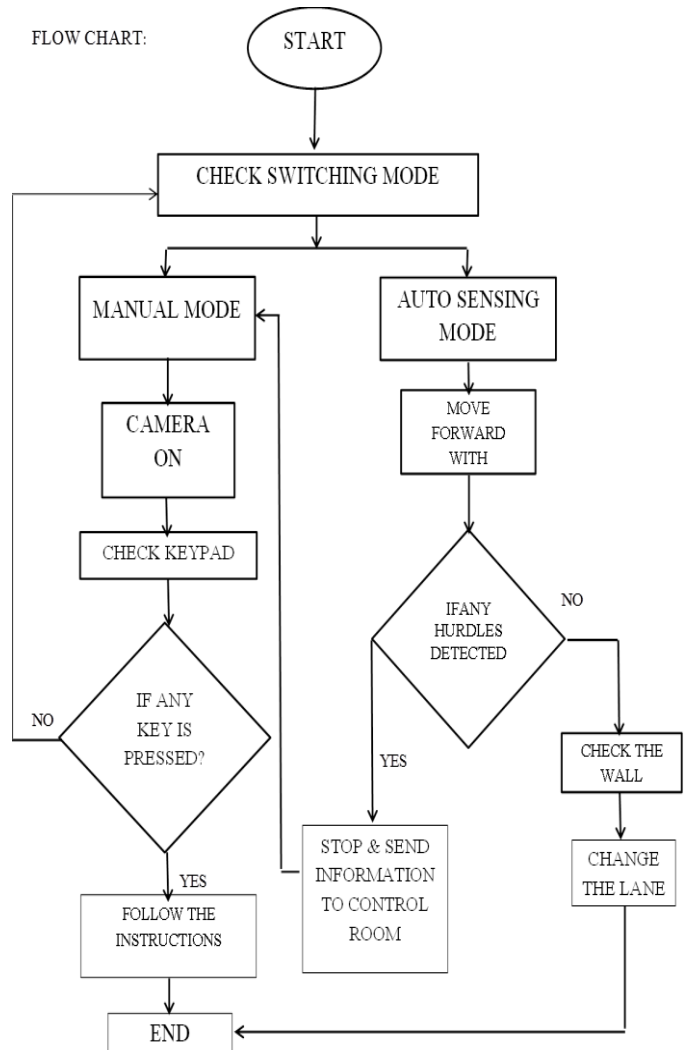 FLOW CHART:
START
CHECK SWITCHING MODE
MANUAL MODE
AUTO SENSING
MODE
CAMERA
ON
MOVE
FORWARD
WITH
CHECK KEYPAD
IFANY
HURDLES
DETECTED
NO
IF ANY
KEY IS
PRESSED?
NO
YES
CHECK THE
WALL
STOP & SEND
INFORMATION
TO CONTROL
ROOM
CHANGE
THE LANE
YES
FOLLOW THE
INSTRUCTIONS
END